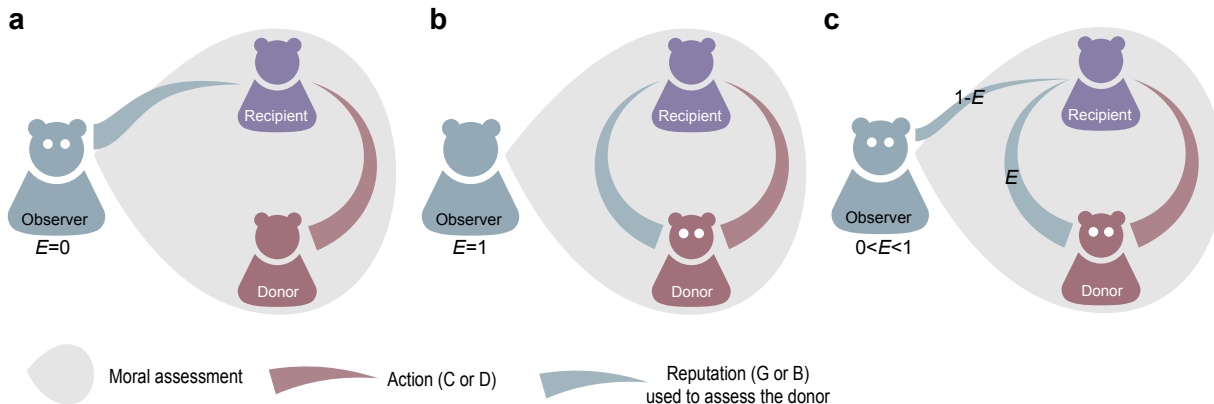 a
Recipient
Observer
E=0
Donor
b
Recipient
Observer
E=1
Donor
c
1-E
Recipient
E
Observer
0<E<1
Donor
Moral assessment
Action (C or D)
Reputation (G or B)
used to assess the donor